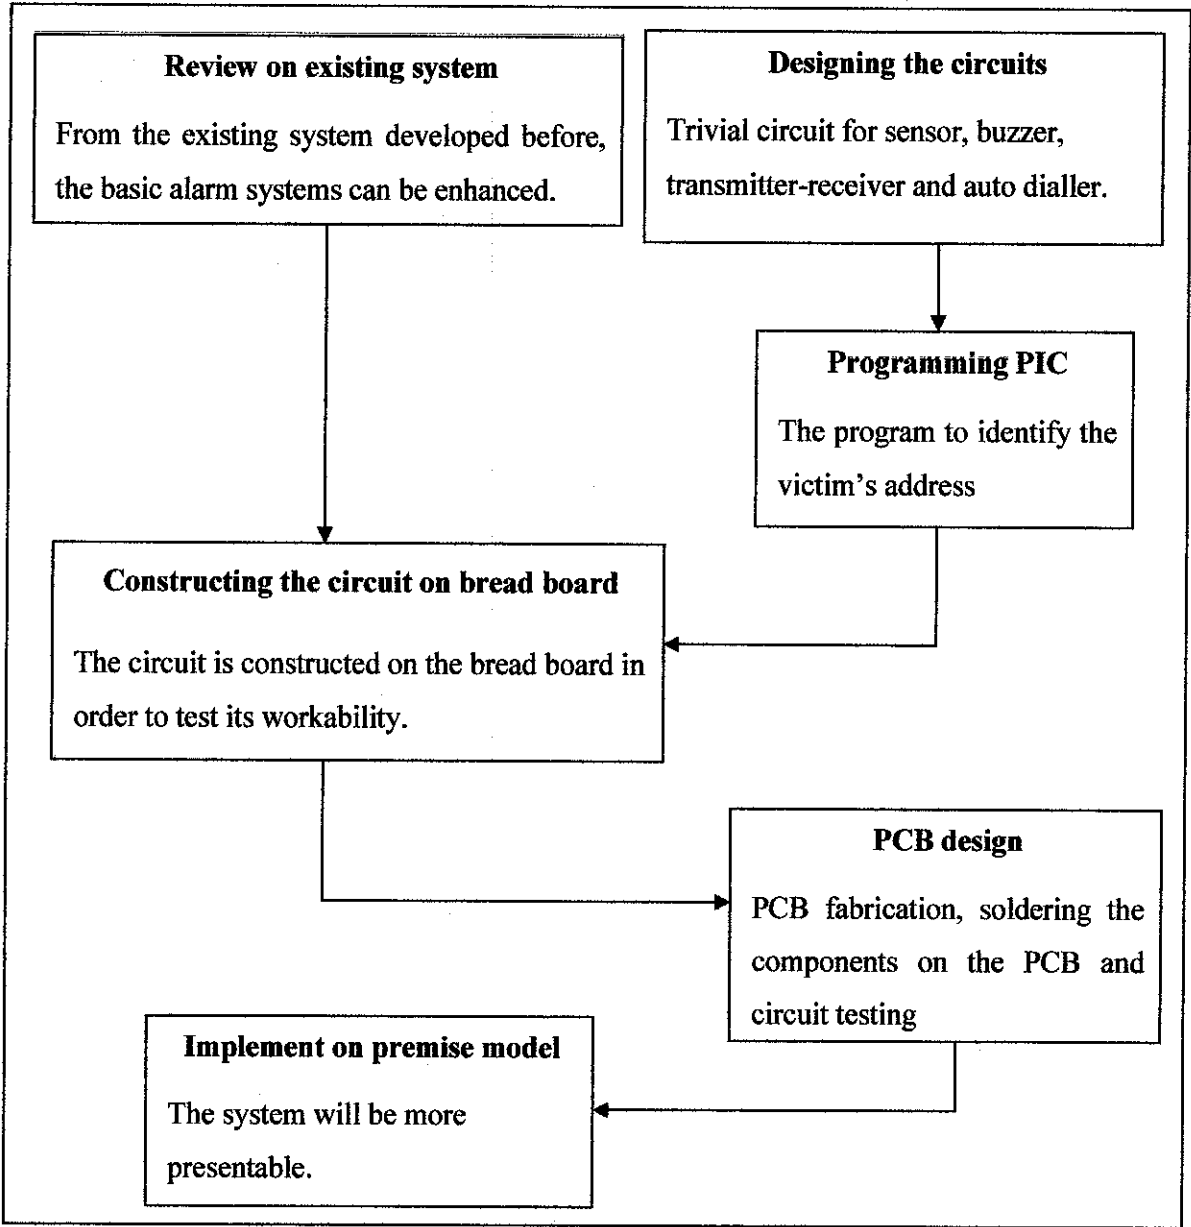 Review on existing system
From the existing system developed before,
the basic alarm systems can be enhanced.
Designing the circuits
Trivial circuit for sensor, buzzer,
transmitter-receiver and auto dialler.
Programming PIC
The program to identify the
victim's address
Constructing the circuit on bread board
The circuit is constructed on the bread board in
order to test its workability.
PCB design
PCB fabrication, soldering the
components on the PCB and
circuit testing
Implement on premise model
The system will be more
presentable.